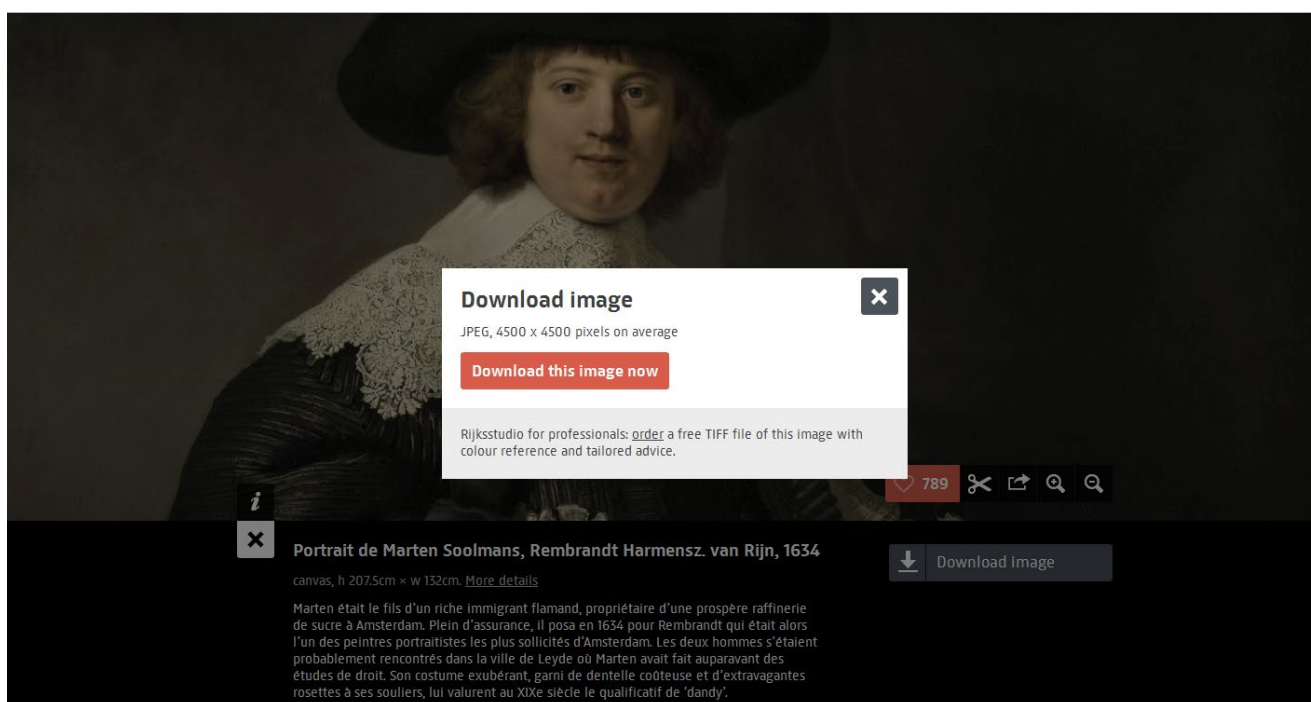 Download image
JPEG, 4500 x 4500 pixels on average
Download this image now
Rijksstudio for professionals: order a free TIFF file of this image with
colour reference and tailored advice.
789
i
Portrait de Marten Soolmans, Rembrandt Harmensz. van Rijn, 1634
Download image
canvas, h 207.5cm × w 132cm. More details
Marten était le fils d'un riche immigrant flamand, propriétaire d'une prospère raffinerie
de sucre à Amsterdam. Plein d'assurance, il posa en 1634 pour Rembrandt qui était alors
l'un des peintres portraitistes les plus sollicités d'Amsterdam. Les deux hommes s'étaient
probablement rencontrés dans la ville de Leyde où Marten avait fait auparavant des
études de droit. Son costume exubérant, garni de dentelle coûteuse et d'extravagantes
rosettes à ses souliers, lui valurent au XIXe siècle le qualificatif de 'dandy'.